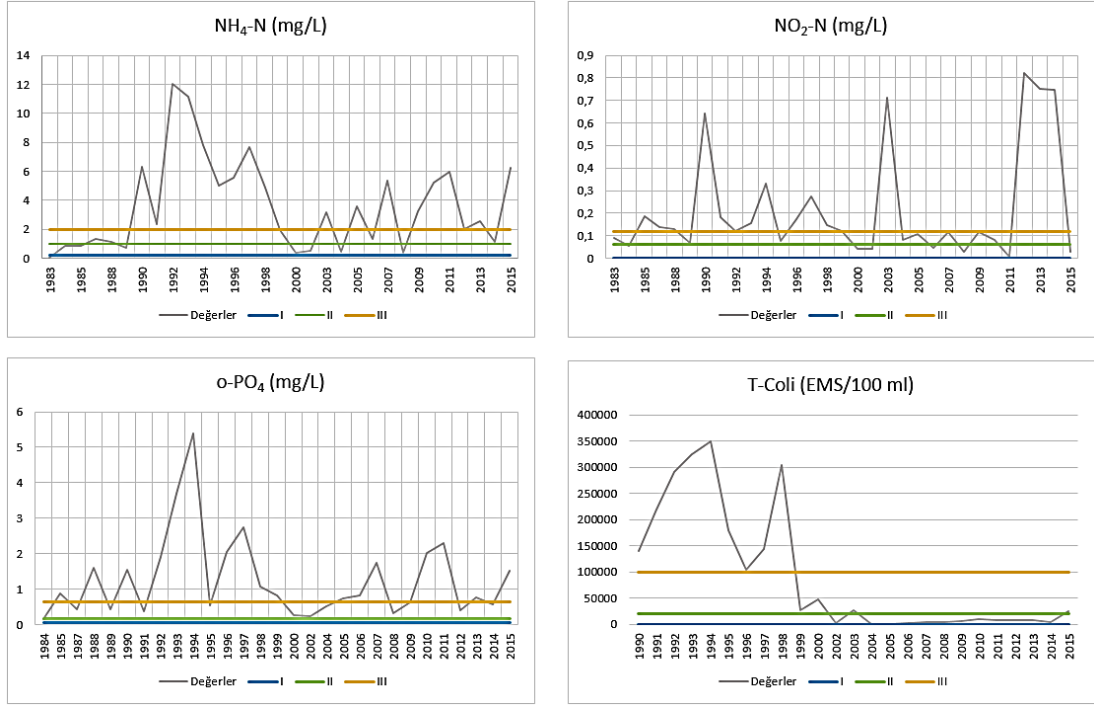 NH₄-N (mg/L)
14
12
10
8
6
4
2
0
1983 1985 1988 1990 1992 1994 1996 1998 2000 2003 2005 2007 2009 2011 2013 2015
Değerler I II III
NO₂-N (mg/L)
0,9
0,8
0,7
0,6
0,5
0,4
0,3
0,2
0,1
0
1983 1985 1988 1990 1992 1994 1996 1998 2000 2003 2005 2007 2009 2011 2013 2015
Değerler I II III
o-PO₄ (mg/L)
6
5
4
3
2
1
0
1984 1985 1987 1988 1989 1990 1991 1992 1993 1994 1995 1996 1997 1998 1999 2000 2002 2004 2005 2006 2007 2008 2009 2010 2011 2012 2013 2014 2015
Değerler I II III
T-Coli (EMS/100 ml)
400000
350000
300000
250000
200000
150000
100000
50000
0
1990 1991 1992 1993 1994 1995 1996 1997 1998 1999 2000 2002 2003 2004 2005 2006 2007 2008 2009 2010 2011 2012 2013 2014 2015
Değerler I II III